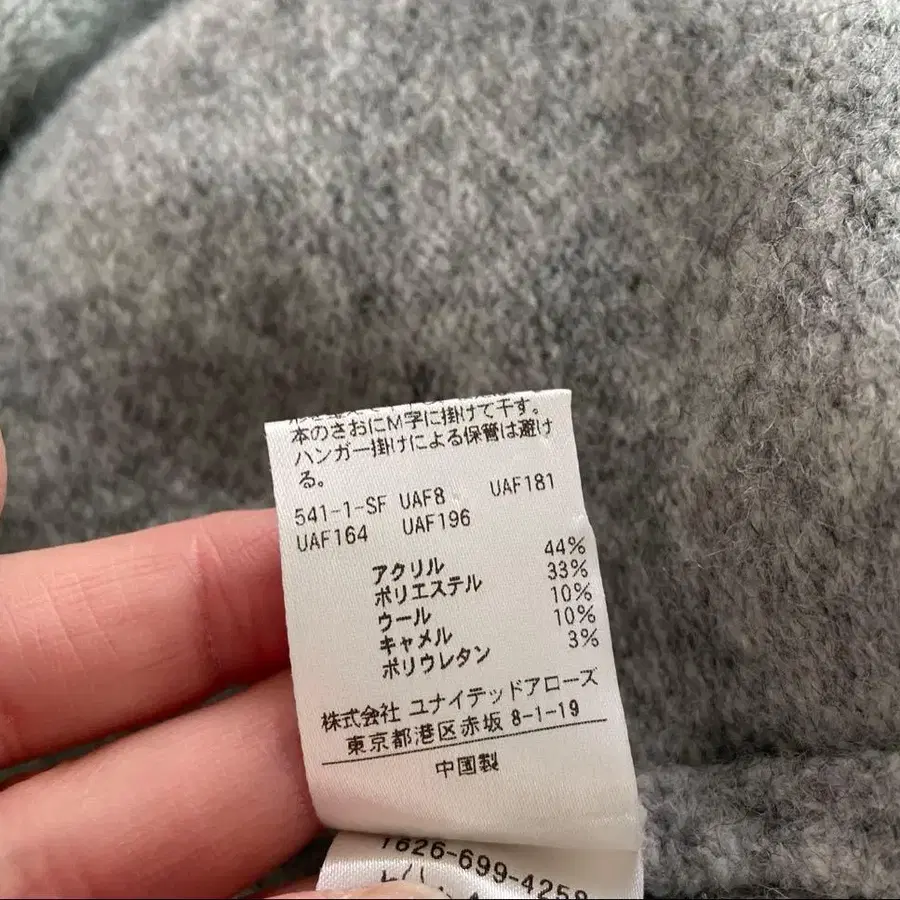 本のさおにM字に掛けて干す。
ハンガー掛けによる保管は避け
る。
541-1-SF UAF8 UAF181
UAF164 UAF196
アクリル 44%
ポリエステル 33%
ウール 10%
キャメル 10%
ポリウレタン 3%
株式会社 ユナイテッドアローズ
東京都港区赤坂 8-1-19
中国製
1626-699-4259